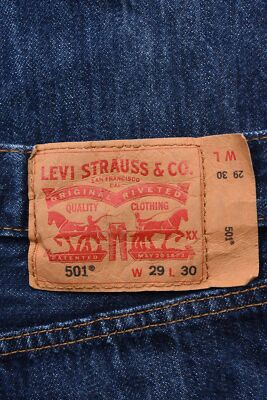 LEVI STRAUSS & CO.
SAN FRANCISCO
CAL
ORIGINAL RIVETED
QUALITY CLOTHING
XX
PATENTED MAY 20 1873
501® W 29 L 30
W L
29 30
501®